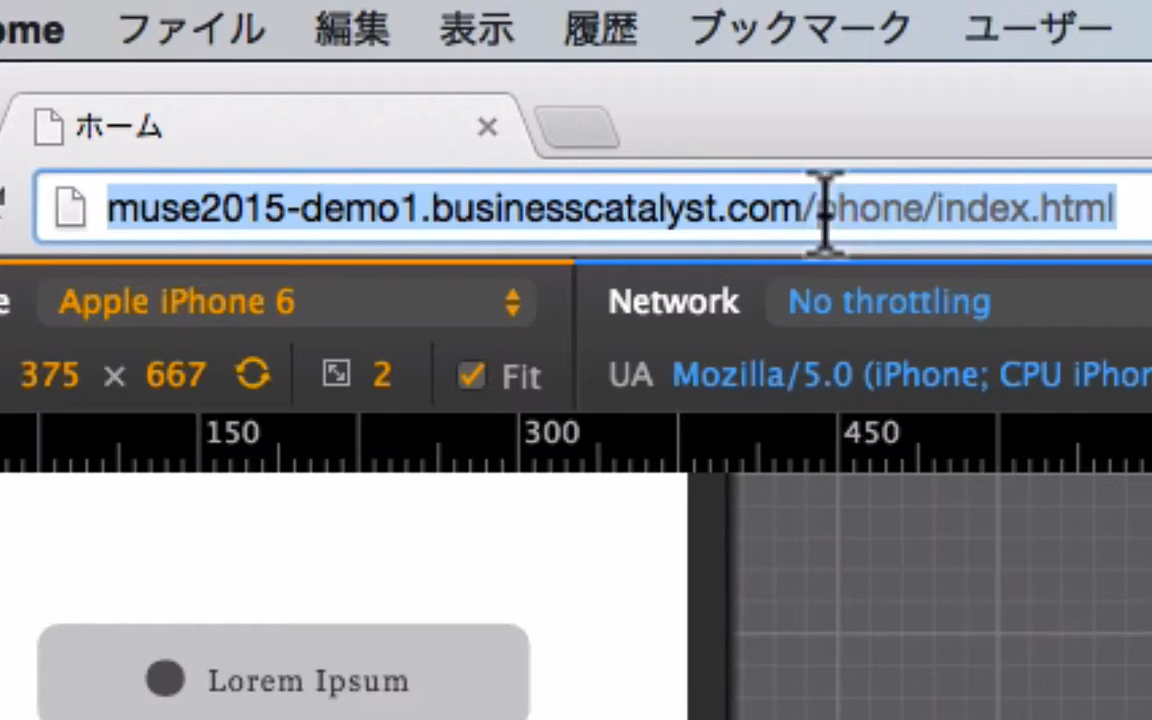 ome ファイル 編集 表示 履歴 ブックマーク ユーザー
ホーム ×
muse2015-demo1.businesscatalyst.com/phone/index.html
e Apple iPhone 6 Network No throttling
375 × 667 2 Fit UA Mozilla/5.0 (iPhone; CPU iPhon
150 300 450
Lorem Ipsum